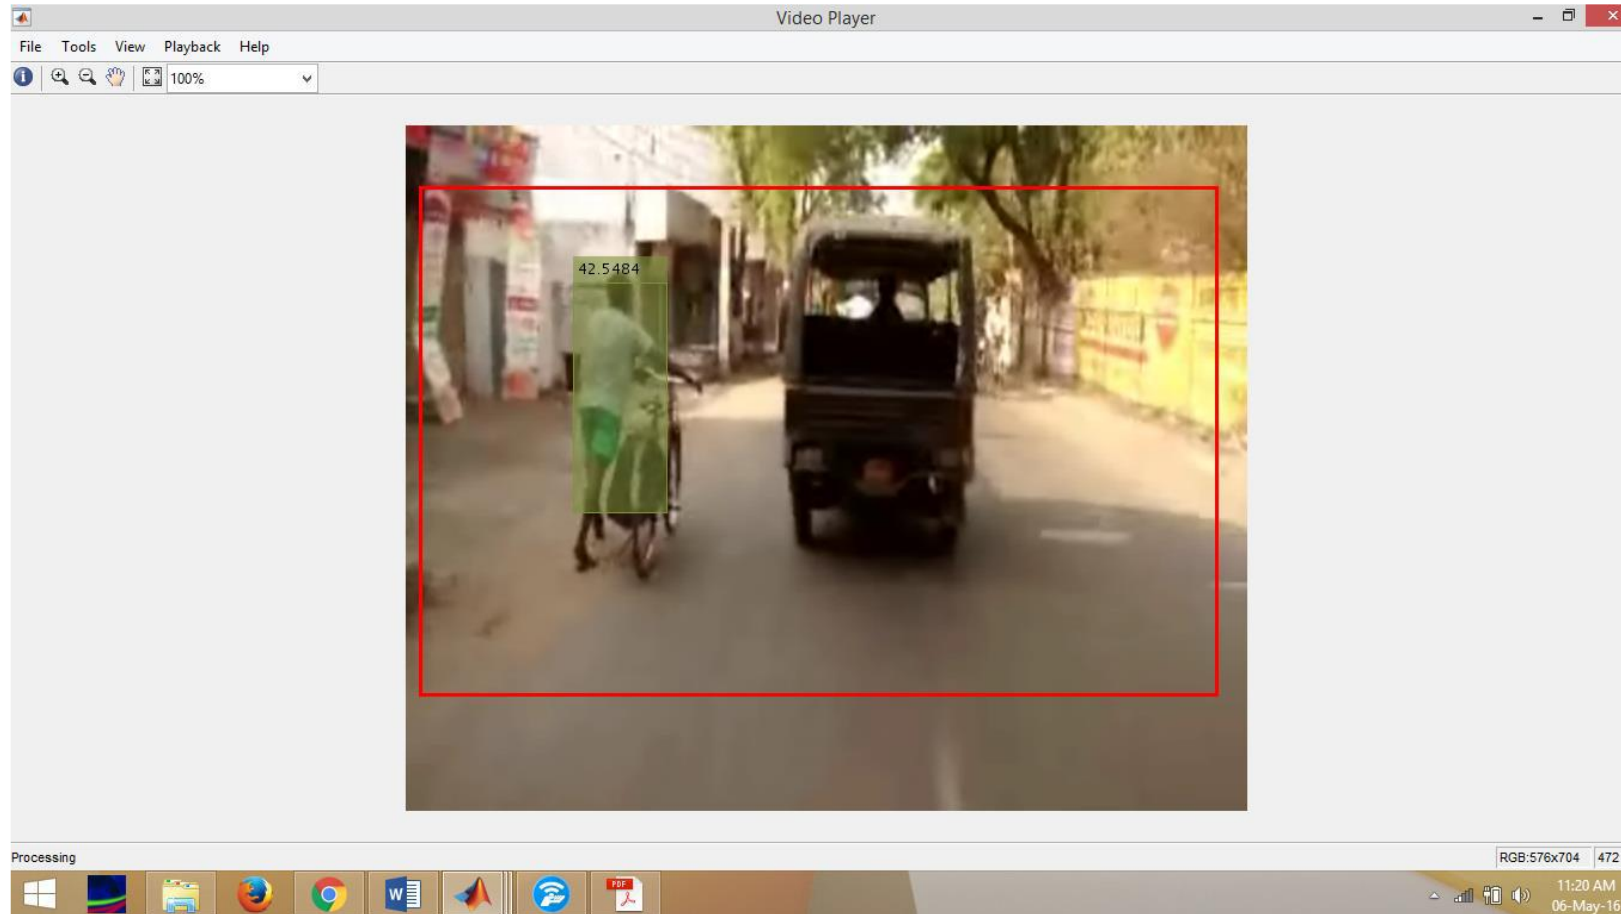 Video Player
File Tools View Playback Help
100%
42.5484
Processing
RGB:576x704 472
11:20 AM
06-May-16